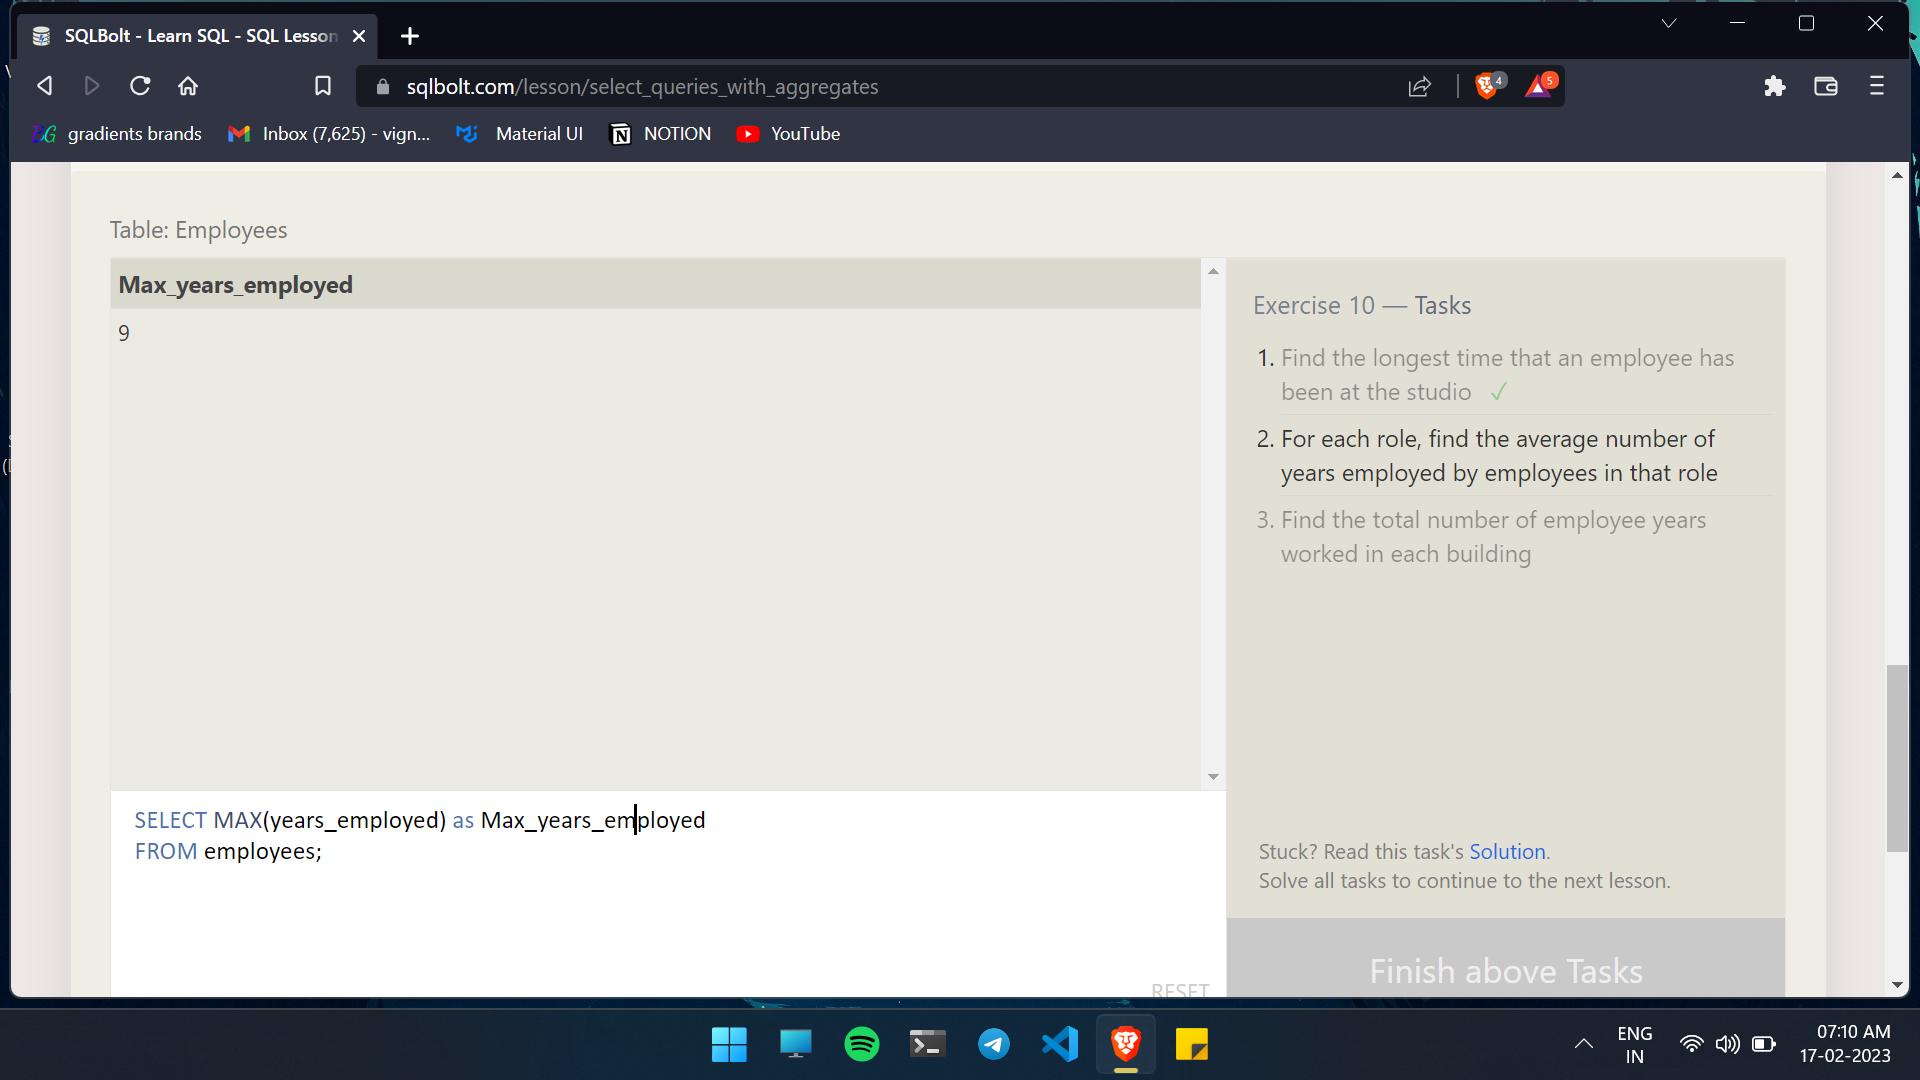 SQLBolt - Learn SQL - SQL Lesson
sqlbolt.com/lesson/select_queries_with_aggregates
4
5
BG gradients brands
Inbox (7,625) - vign...
Material UI
NOTION
YouTube
Table: Employees
Max_years_employed
9
Exercise 10 — Tasks
1. Find the longest time that an employee has
been at the studio ✓
2. For each role, find the average number of
years employed by employees in that role
3. Find the total number of employee years
worked in each building
SELECT MAX(years_employed) as Max_years_employed
FROM employees;
Stuck? Read this task's Solution.
Solve all tasks to continue to the next lesson.
RESET
Finish above Tasks
ENG
IN
07:10 AM
17-02-2023